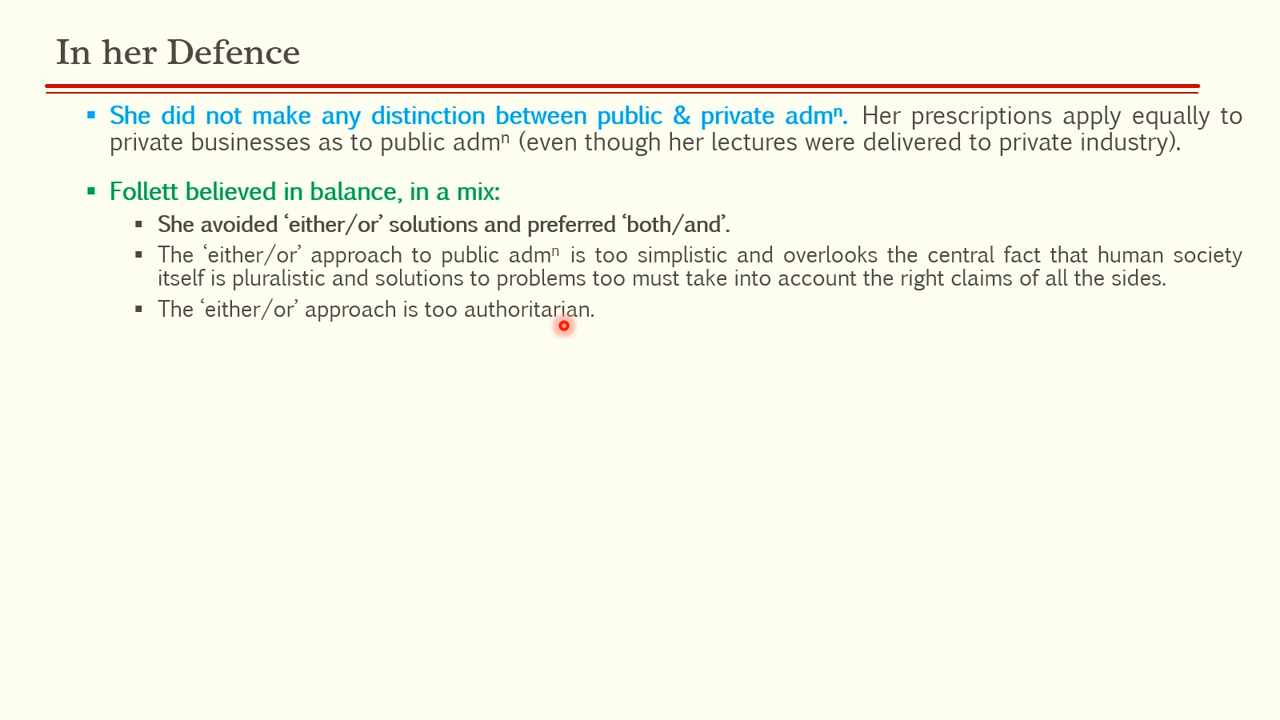 In her Defence
▪ She did not make any distinction between public & private admⁿ. Her prescriptions apply equally to
private businesses as to public admⁿ (even though her lectures were delivered to private industry).
▪ Follett believed in balance, in a mix:
▪ She avoided ‘either/or’ solutions and preferred ‘both/and’.
▪ The ‘either/or’ approach to public admⁿ is too simplistic and overlooks the central fact that human society
itself is pluralistic and solutions to problems too must take into account the right claims of all the sides.
▪ The ‘either/or’ approach is too authoritarian.